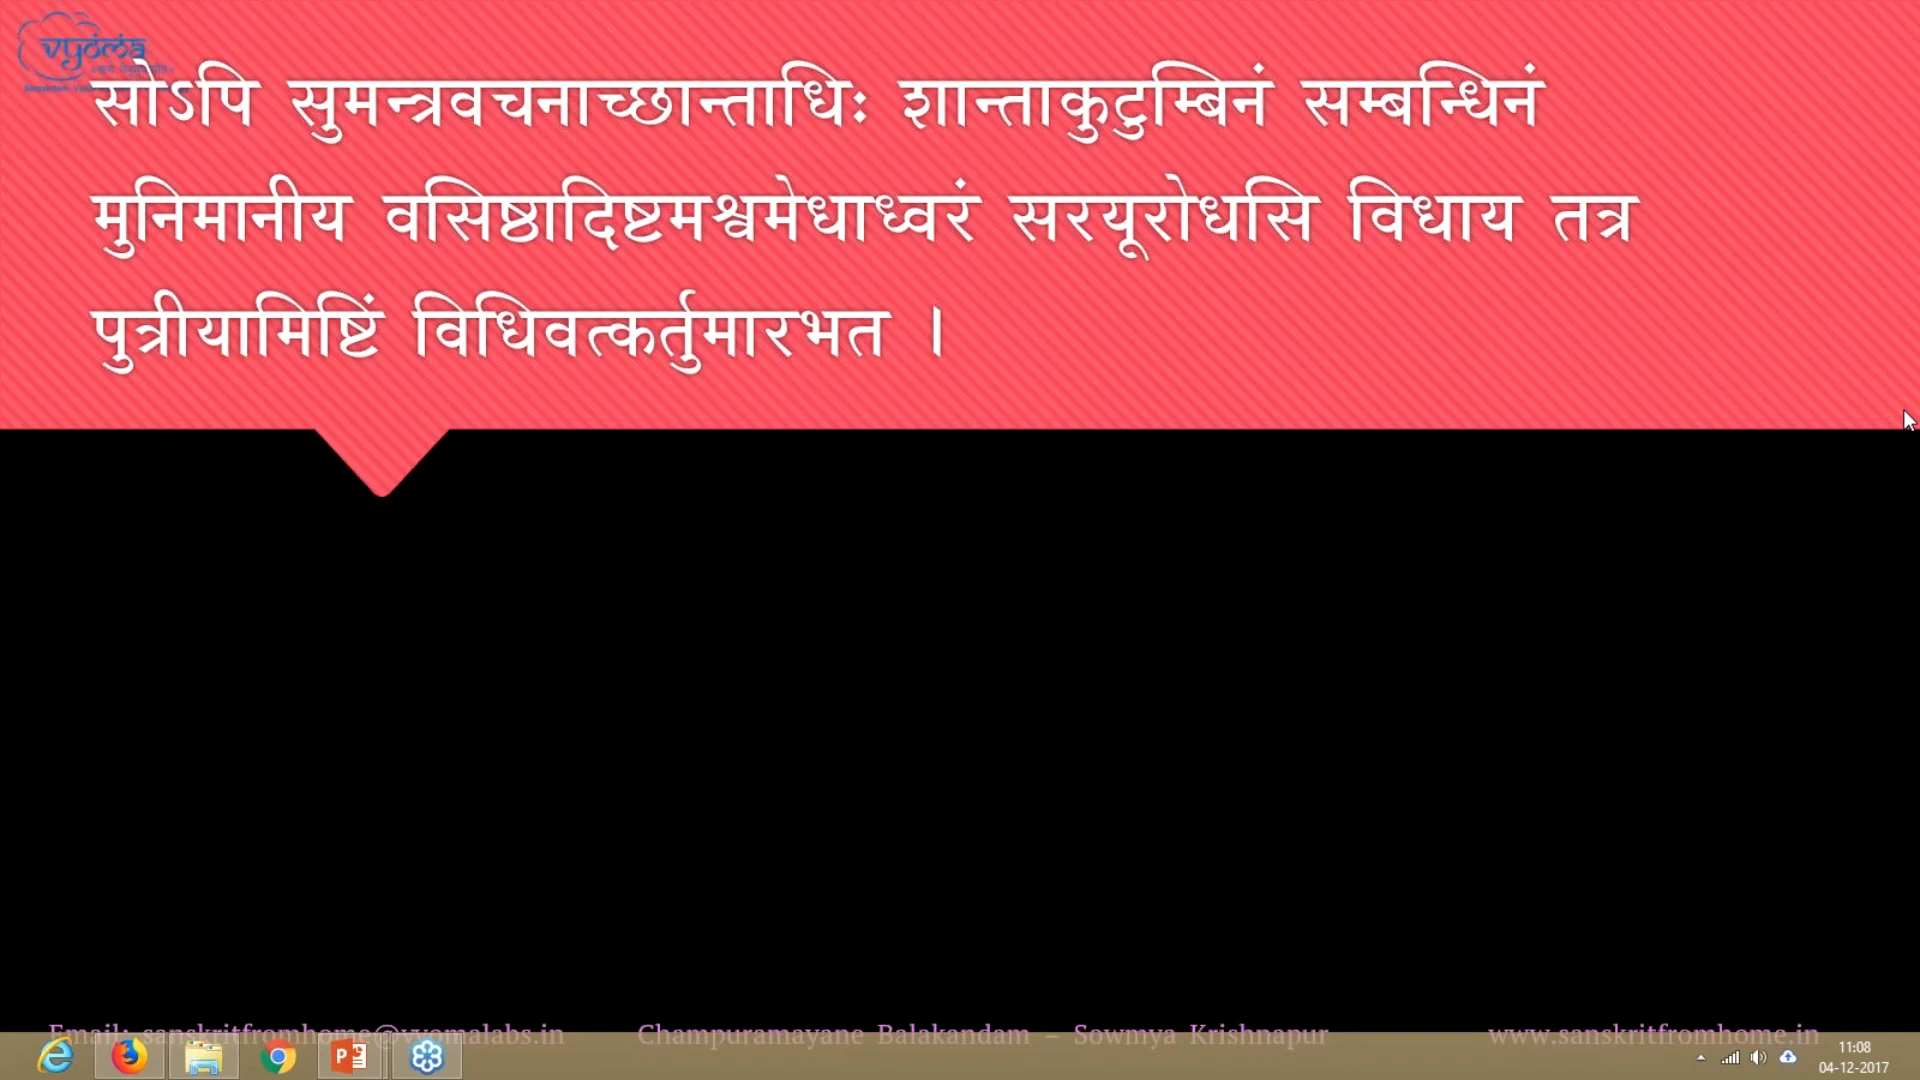 vyoma
सोऽपि सुमन्त्रवचनाच्छान्ताधिः शान्ताकुटुम्बिनं सम्बन्धिनं
मुनिमानीय वसिष्ठादिष्टमश्वमेधाध्वरं सरयूरोधसि विधाय तत्र
पुत्रीयामिष्टिं विधिवत्कर्तुमारभत ।
Email: sanskritfromhome@vyomalabs.in Champuramayane Balakandam – Sowmya Krishnapur www.sanskritfromhome.in
11:08
04-12-2017